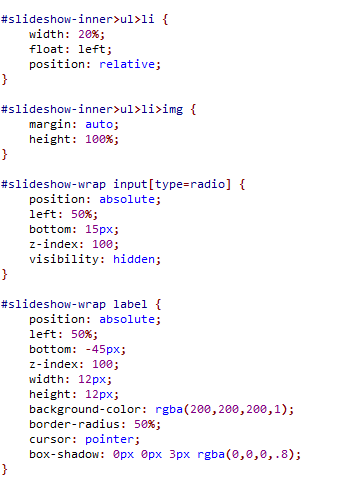 #slideshow-inner>ul>li {
    width: 20%;
    float: left;
    position: relative;
}

#slideshow-inner>ul>li>img {
    margin: auto;
    height: 100%;
}

#slideshow-wrap input[type=radio] {
    position: absolute;
    left: 50%;
    bottom: 15px;
    z-index: 100;
    visibility: hidden;
}

#slideshow-wrap label {
    position: absolute;
    left: 50%;
    bottom: -45px;
    z-index: 100;
    width: 12px;
    height: 12px;
    background-color: rgba(200,200,200,1);
    border-radius: 50%;
    cursor: pointer;
    box-shadow: 0px 0px 3px rgba(0,0,0,.8);
}